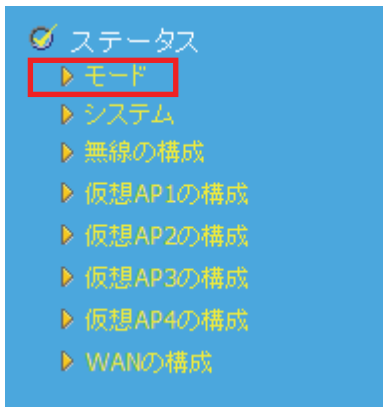 ステータス
モード
システム
無線の構成
仮想AP1の構成
仮想AP2の構成
仮想AP3の構成
仮想AP4の構成
WANの構成